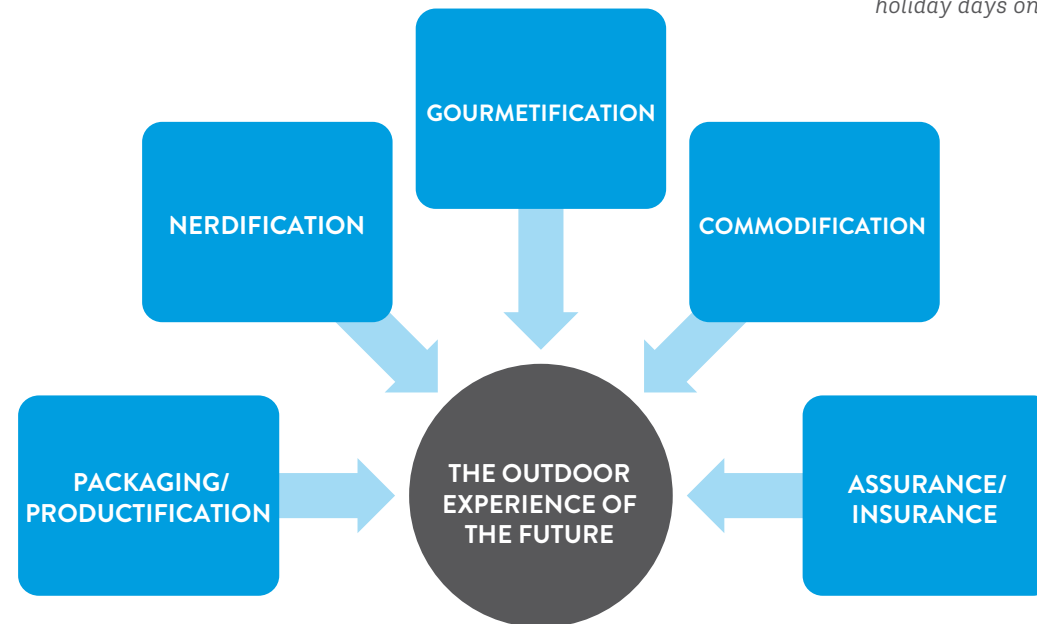 holiday days on
GOURMETIFICATION
NERDIFICATION
COMMODIFICATION
PACKAGING/
PRODUCTIFICATION
THE OUTDOOR
EXPERIENCE OF
THE FUTURE
ASSURANCE/
INSURANCE